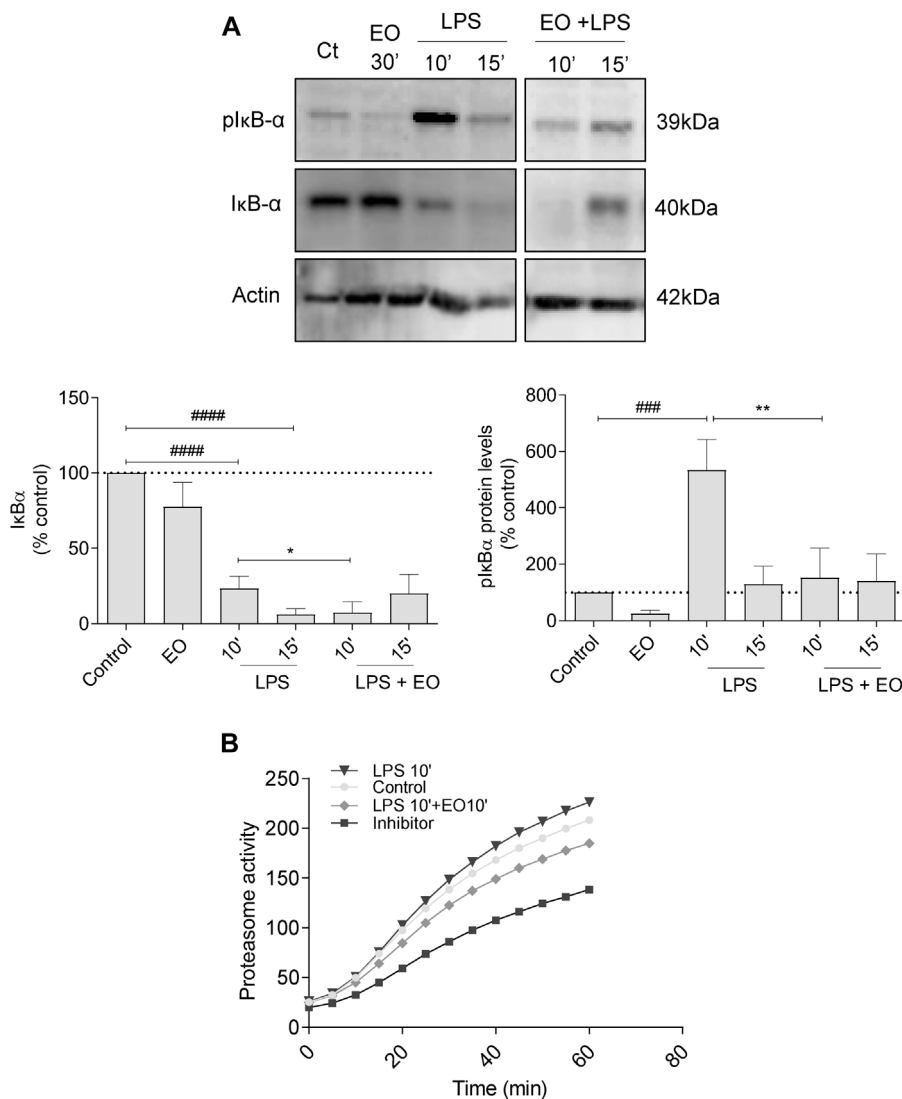 A
Ct EO 30’ LPS EO +LPS
10’ 15’ 10’ 15’
pIκB-α 39kDa
IκB-α 40kDa
Actin 42kDa
IκBα
(% control)
150
100
50
0
####
####
*
Control EO 10' 15' 10' 15'
LPS LPS + EO
pIκBα protein levels
(% control)
800
600
400
200
100
0
### **
Control EO 10' 15' 10' 15'
LPS LPS + EO
B
LPS 10'
Control
LPS 10'+EO10'
Inhibitor
Proteasome activity
250
200
150
100
50
0
0 20 40 60 80
Time (min)